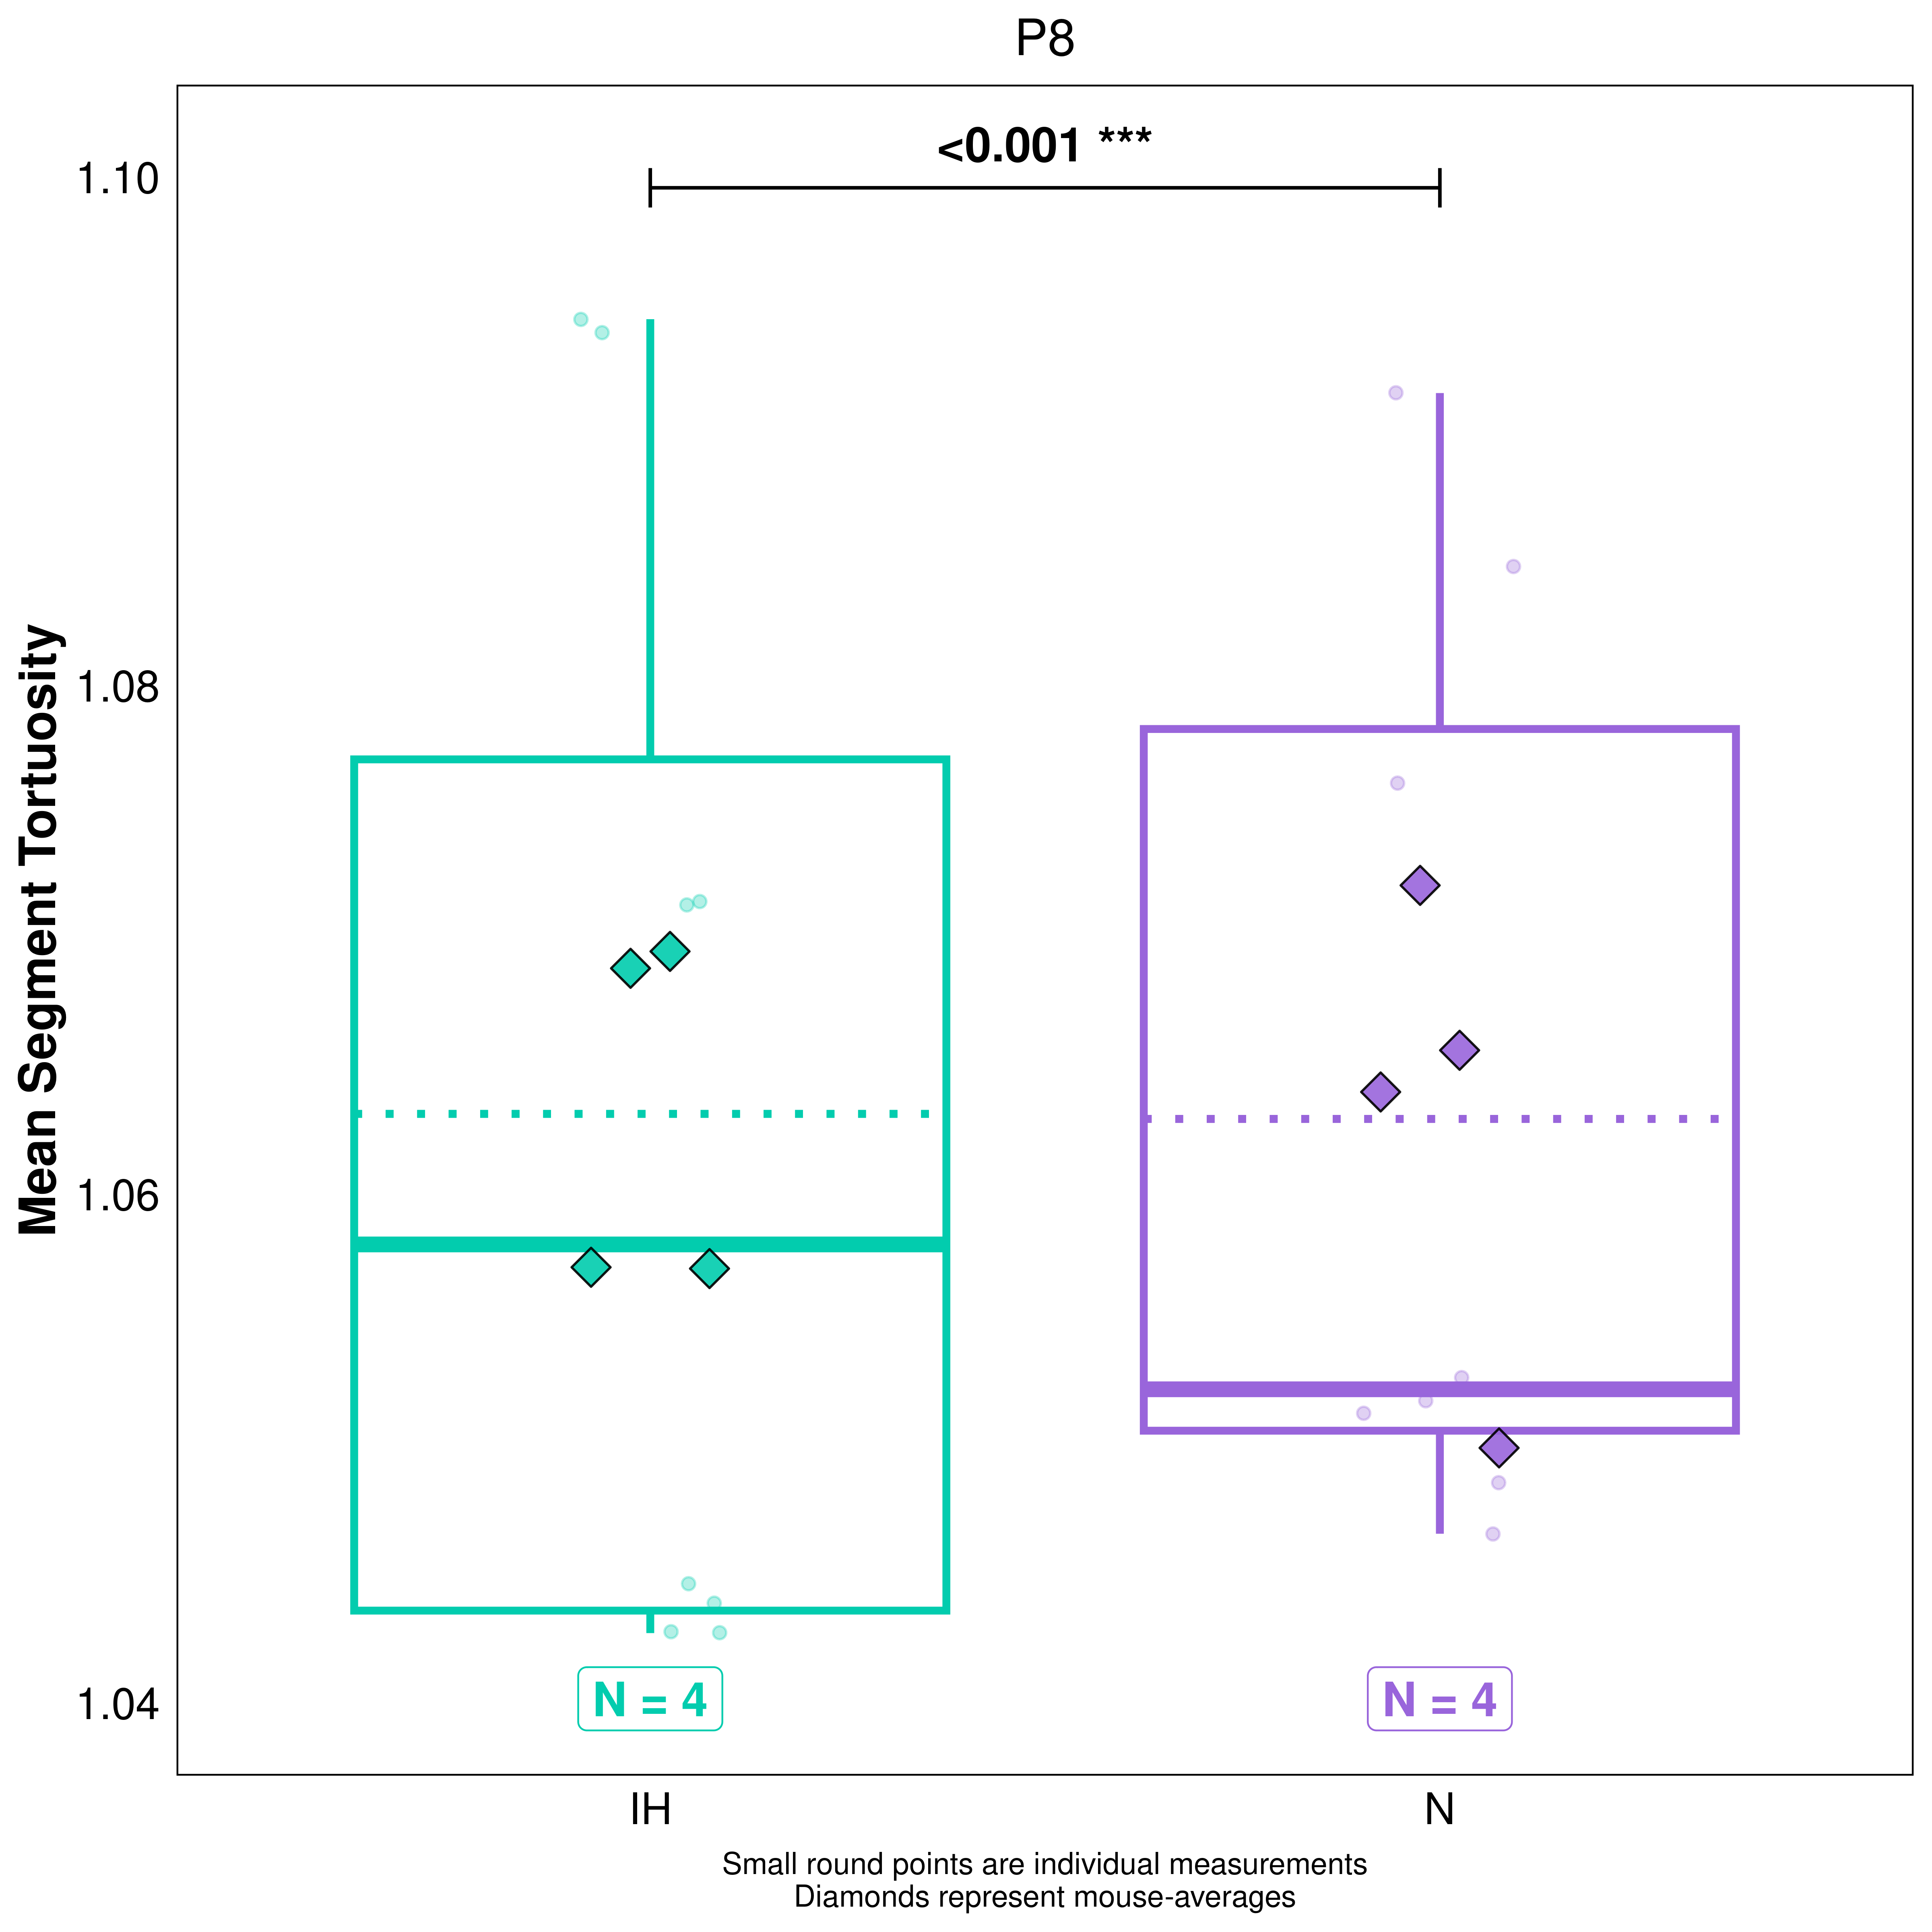 P8
<0.001 ***
1.10
1.08
1.06
1.04
Mean Segment Tortuosity
N = 4
N = 4
IH
N
Small round points are individual measurements
Diamonds represent mouse-averages